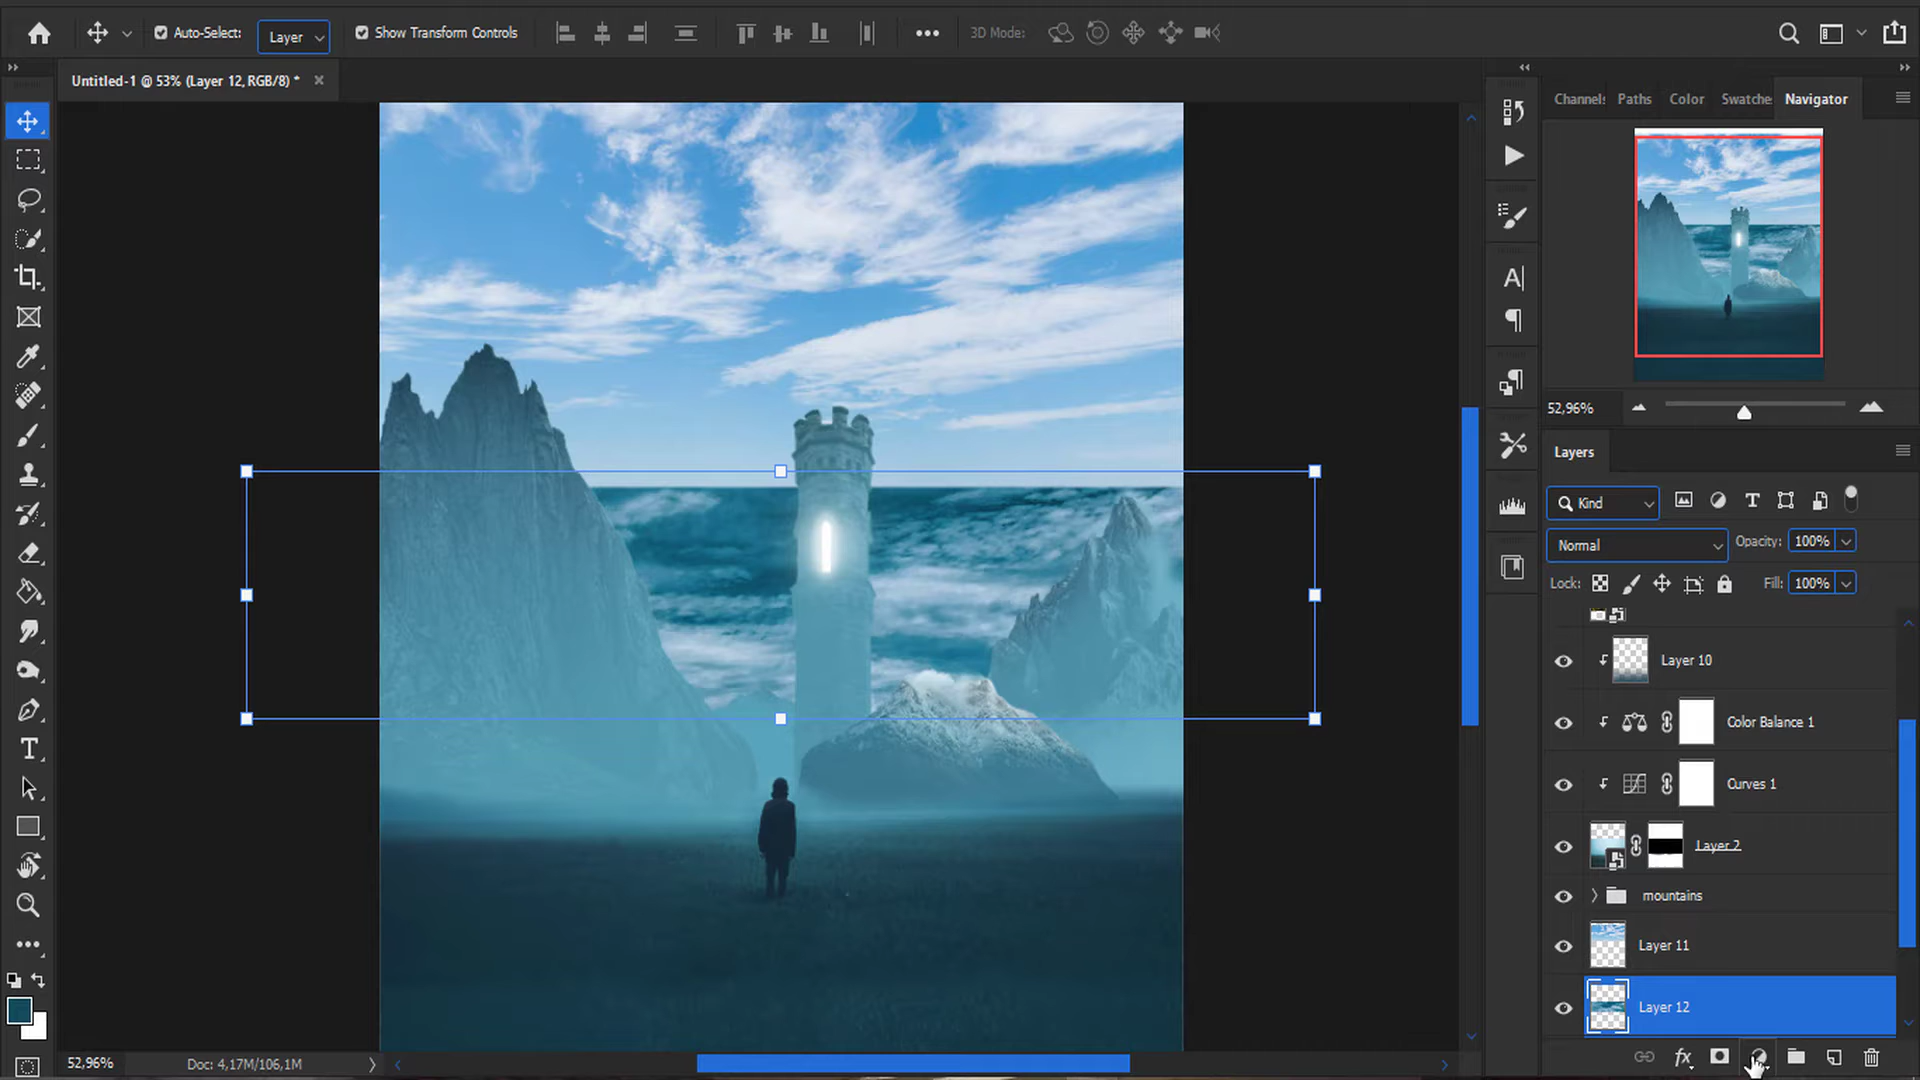 Auto-Select:
Layer
Show Transform Controls
3D Mode:
Untitled-1 @ 53% (Layer 12, RGB/8) *
Channels
Paths
Color
Swatche
Navigator
52,96%
Layers
Kind
Normal
Opacity:
100%
Lock:
Fill:
100%
Layer 10
Color Balance 1
Curves 1
Layer 2
mountains
Layer 11
Layer 12
52,96%
Doc: 4,17M/106,1M